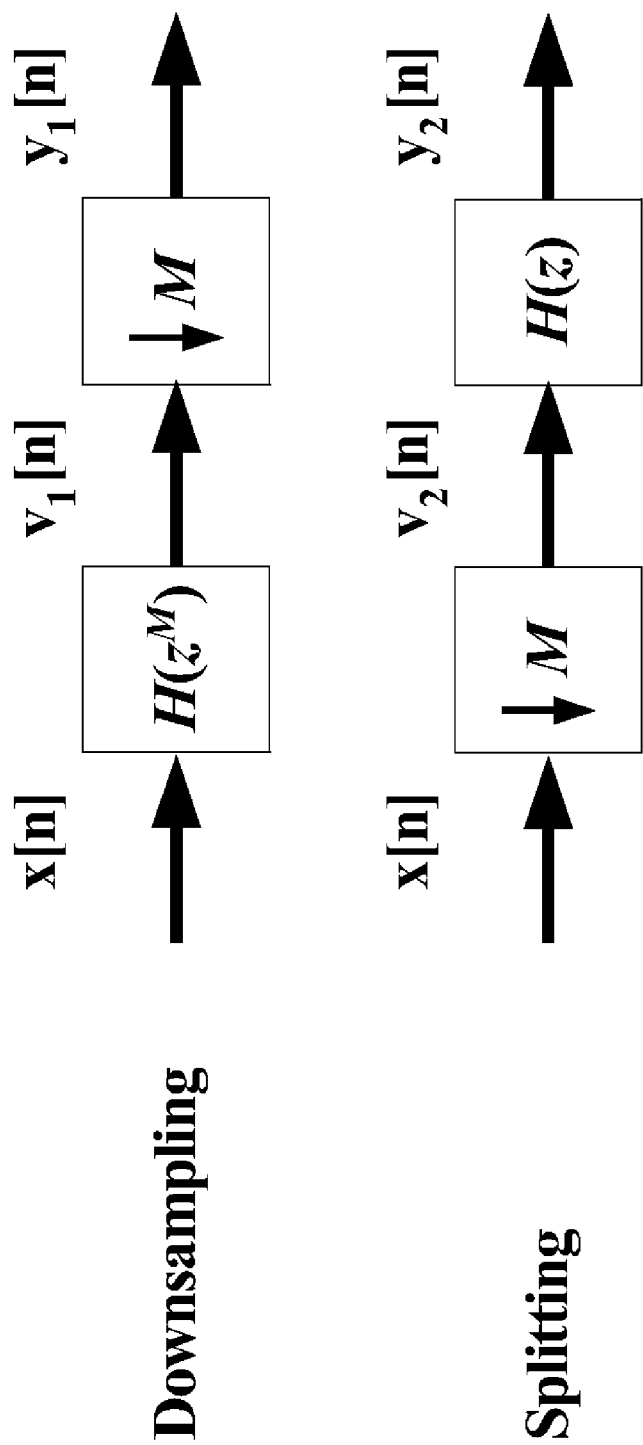 Downsampling
x[n]
H(z^M)
v₁[n]
↓ M
y₁[n]
Splitting
x[n]
↓ M
v₂[n]
H(z)
y₂[n]